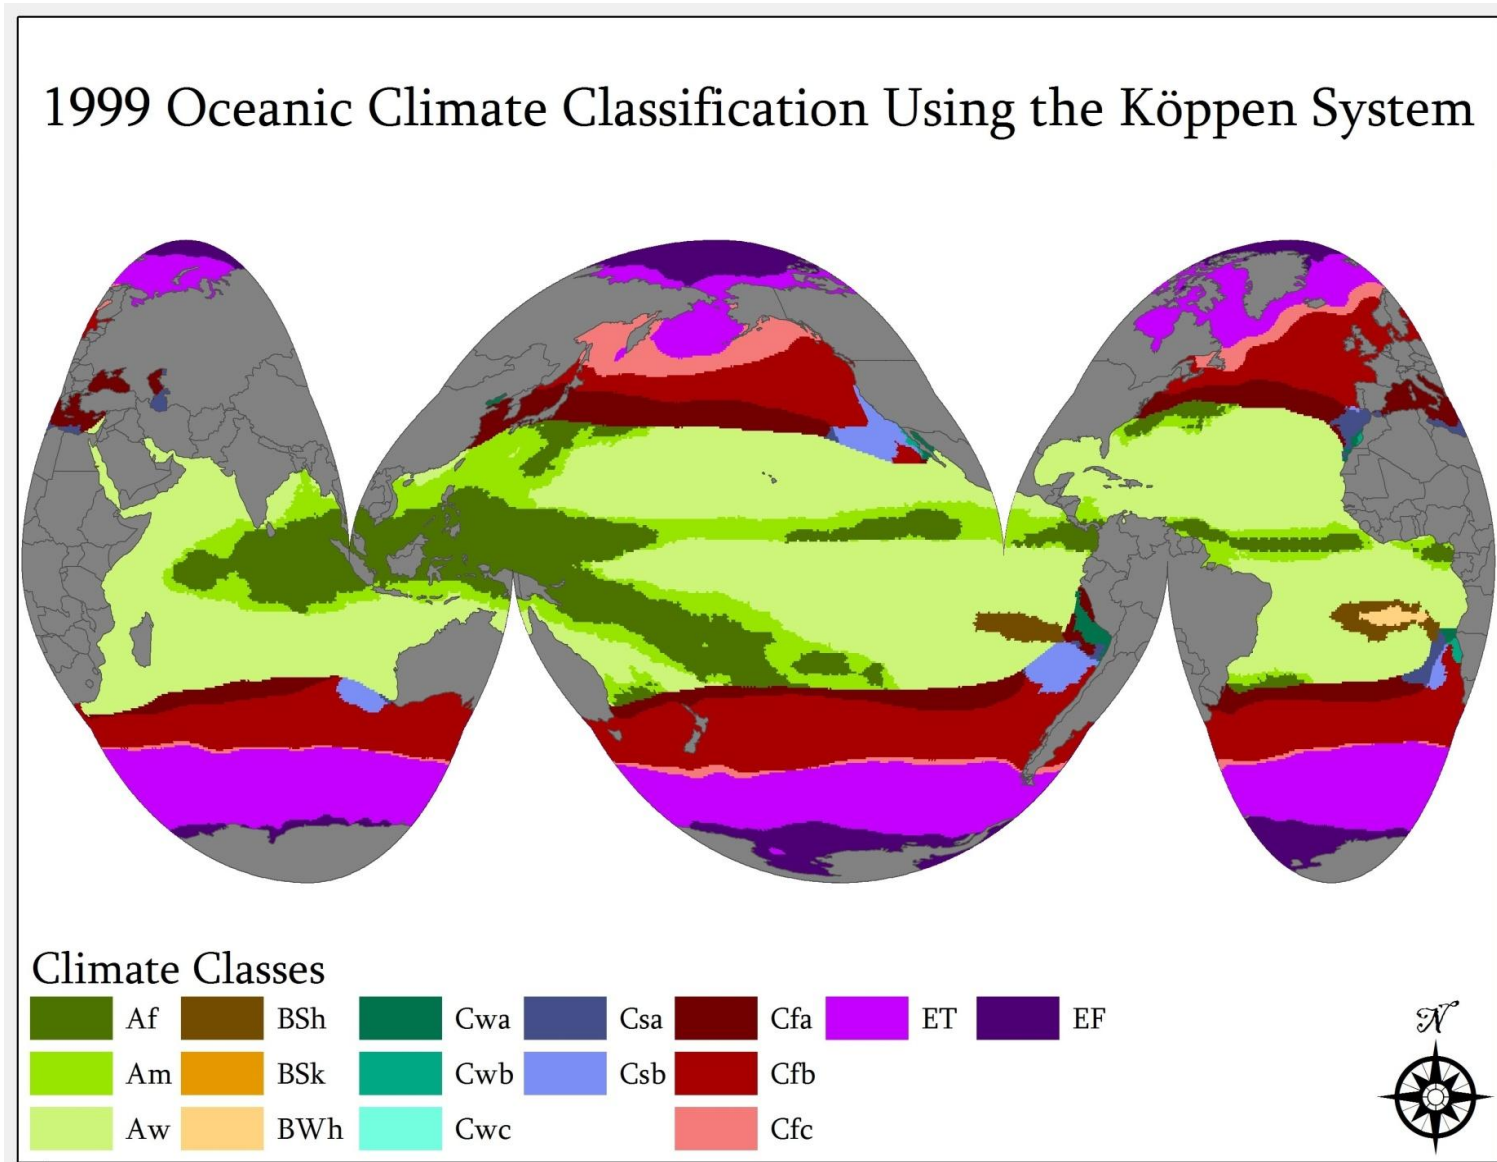 1999 Oceanic Climate Classification Using the Köppen System
Climate Classes
Af BSh Cwa Csa Cfa ET EF
Am BSk Cwb Csb Cfb
Aw BWh Cwc Cfc
N